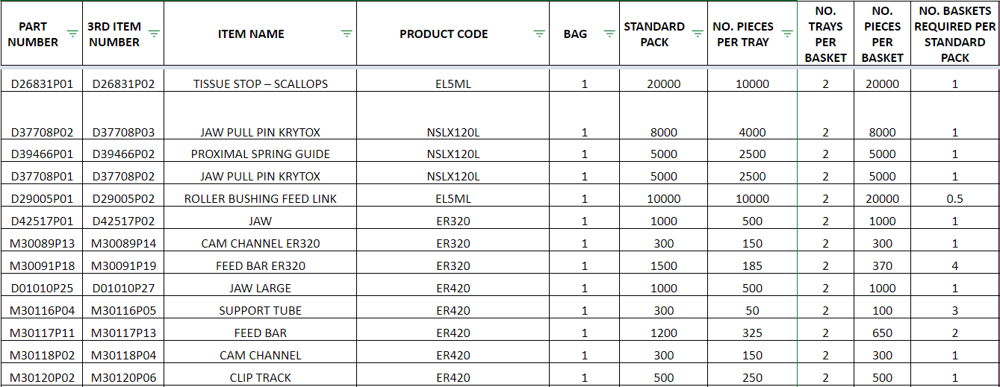 PART NUMBER 3RD ITEM NUMBER ITEM NAME PRODUCT CODE BAG STANDARD PACK NO. PIECES PER TRAY NO. TRAYS PER BASKET NO. PIECES PER BASKET NO. BASKETS REQUIRED PER STANDARD PACK
D26831P01 D26831P02 TISSUE STOP – SCALLOPS EL5ML 1 20000 10000 2 20000 1
D37708P02 D37708P03 JAW PULL PIN KRYTOX NSLX120L 1 8000 4000 2 8000 1
D39466P01 D39466P02 PROXIMAL SPRING GUIDE NSLX120L 1 5000 2500 2 5000 1
D37708P01 D37708P02 JAW PULL PIN KRYTOX NSLX120L 1 5000 2500 2 5000 1
D29005P01 D29005P02 ROLLER BUSHING FEED LINK EL5ML 1 10000 10000 2 20000 0.5
D42517P01 D42517P02 JAW ER320 1 1000 500 2 1000 1
M30089P13 M30089P14 CAM CHANNEL ER320 ER320 1 300 150 2 300 1
M30091P18 M30091P19 FEED BAR ER320 ER320 1 1500 185 2 370 4
D01010P25 D01010P27 JAW LARGE ER420 1 1000 500 2 1000 1
M30116P04 M30116P05 SUPPORT TUBE ER420 1 300 50 2 100 3
M30117P11 M30117P13 FEED BAR ER420 1 1200 325 2 650 2
M30118P02 M30118P04 CAM CHANNEL ER420 1 300 150 2 300 1
M30120P02 M30120P06 CLIP TRACK ER420 1 500 250 2 500 1